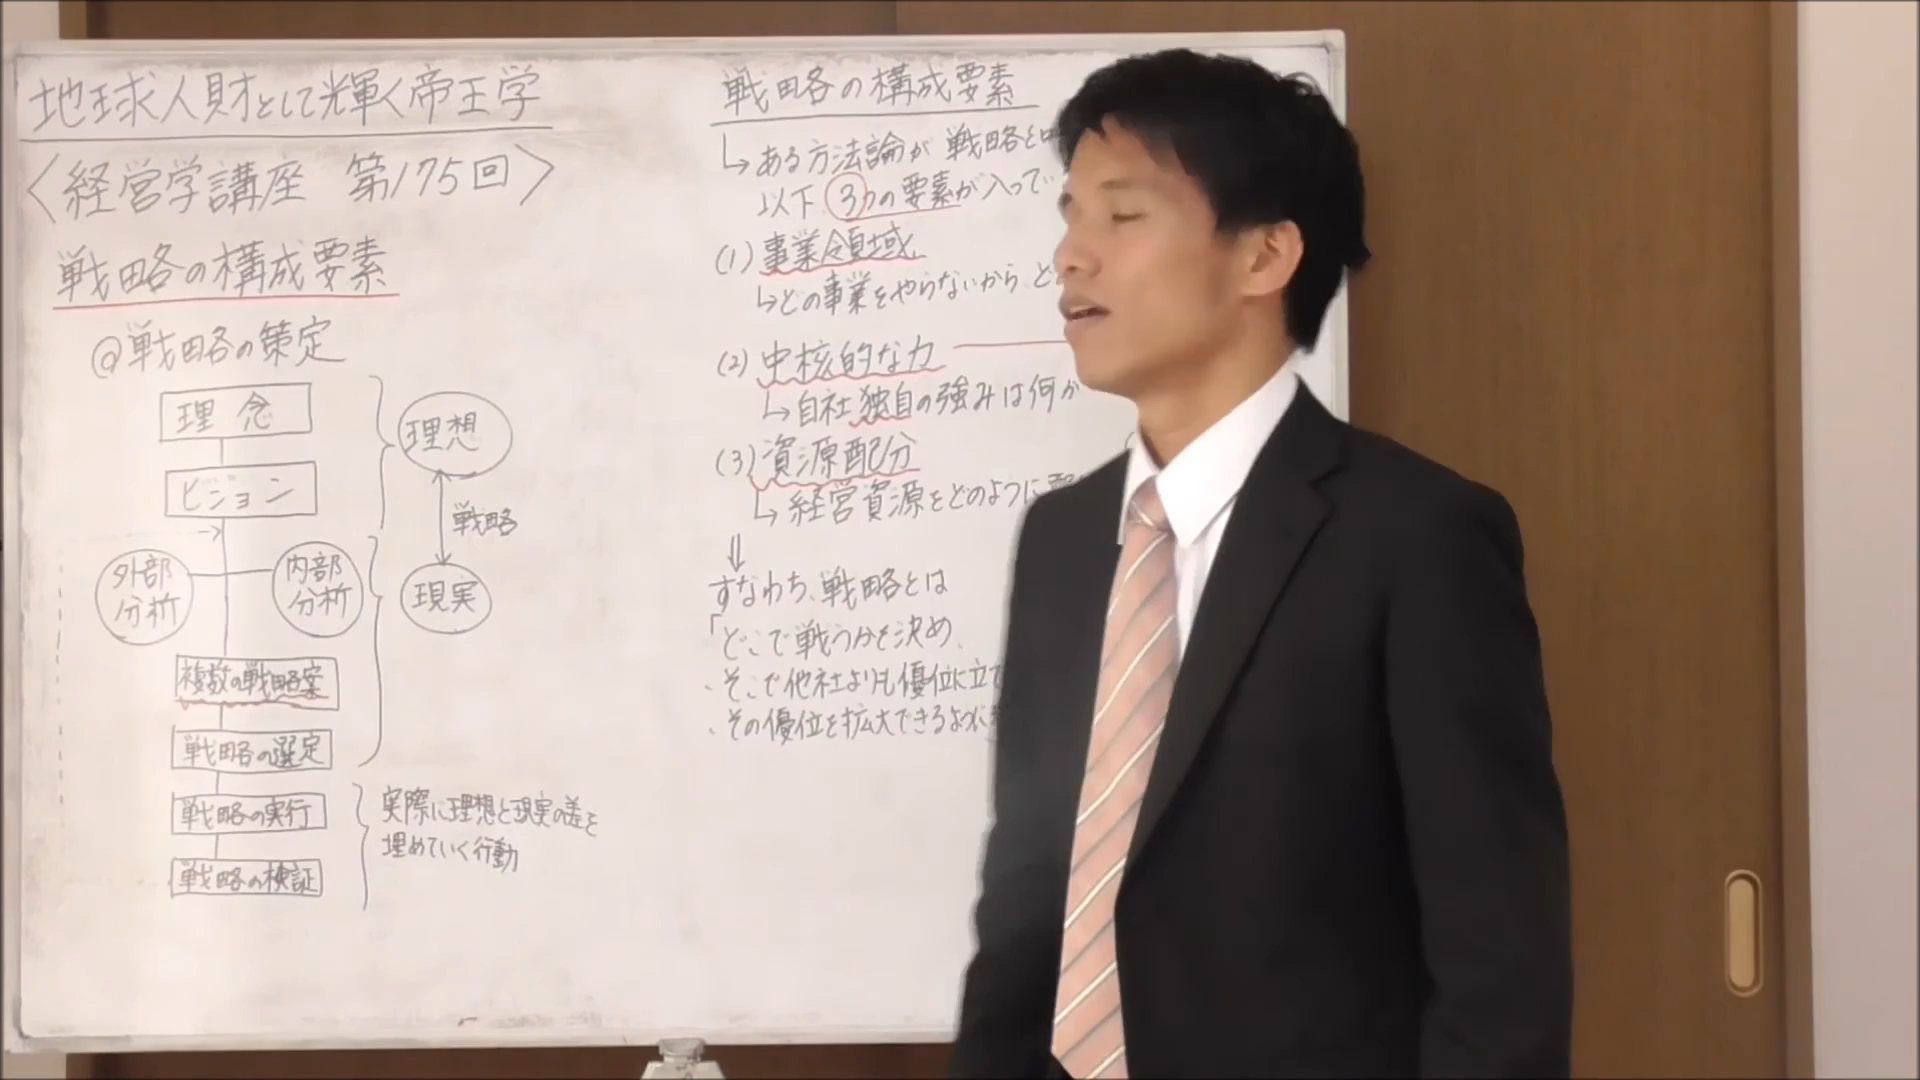 地球人財として輝く帝王学
〈経営学講座 第175回〉
戦略の構成要素
@戦略の策定
理念
ビジョン
理想
戦略
現実
外部
分析
内部
分析
複数の戦略案
戦略の選定
戦略の実行
戦略の検証
実際に理想と現実の差を
埋めていく行動
戦略の構成要素
↳ある方法論が戦略と
以下③つの要素が入って
(1)事業領域
↳どの事業をやらないか、ど
(2)中核的な力
↳自社独自の強みは何か
(3)資源配分
↳経営資源をどのように
⇓
すなわち、戦略とは
「どこで戦うかを決め、
・そこで他社よりも優位に立て
・その優位を拡大できるように